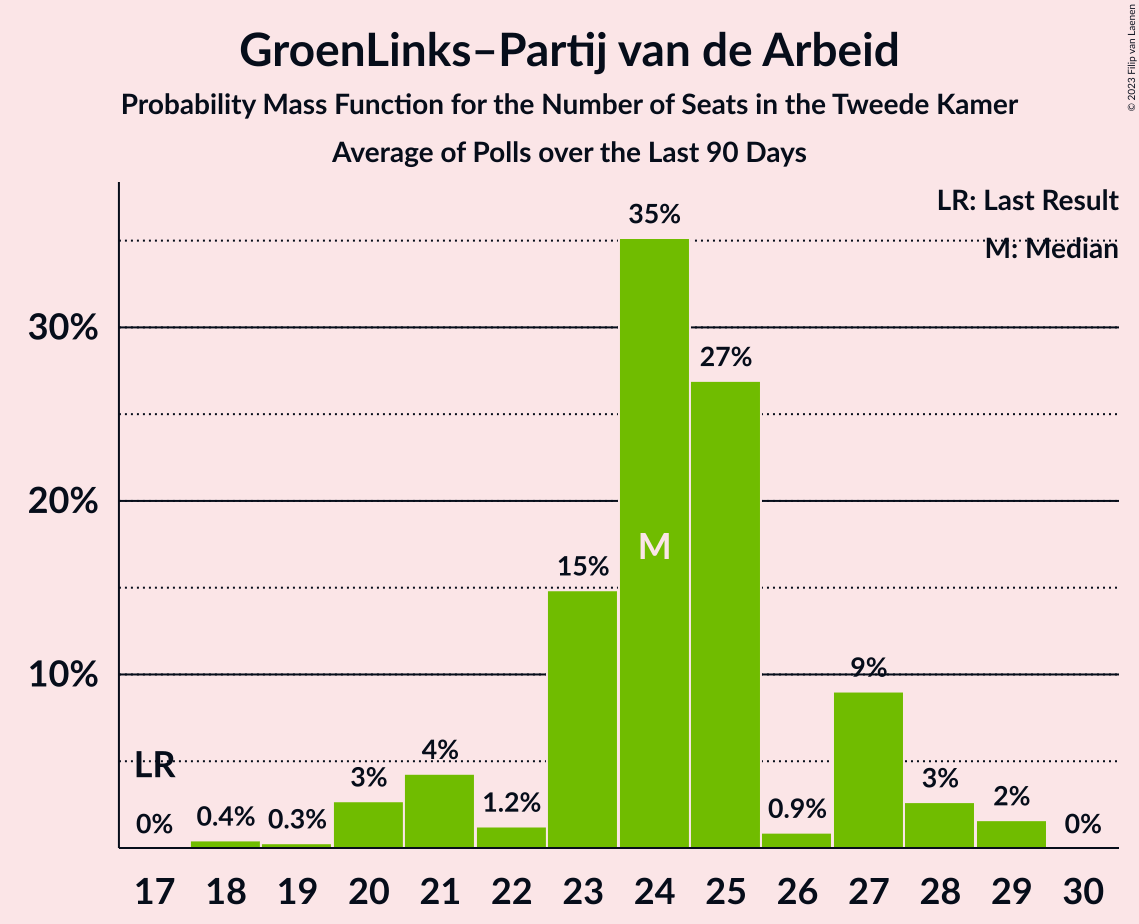 GroenLinks–Partij van de Arbeid
Probability Mass Function for the Number of Seats in the Tweede Kamer
Average of Polls over the Last 90 Days
© 2023 Filip van Laenen
LR: Last Result
M: Median
35%
30%
27%
20%
M
15%
10%
9%
LR
4%
3%
3%
2%
1.2%
0.9%
0.4%
0.3%
0%
0%
17 18 19 20 21 22 23 24 25 26 27 28 29 30